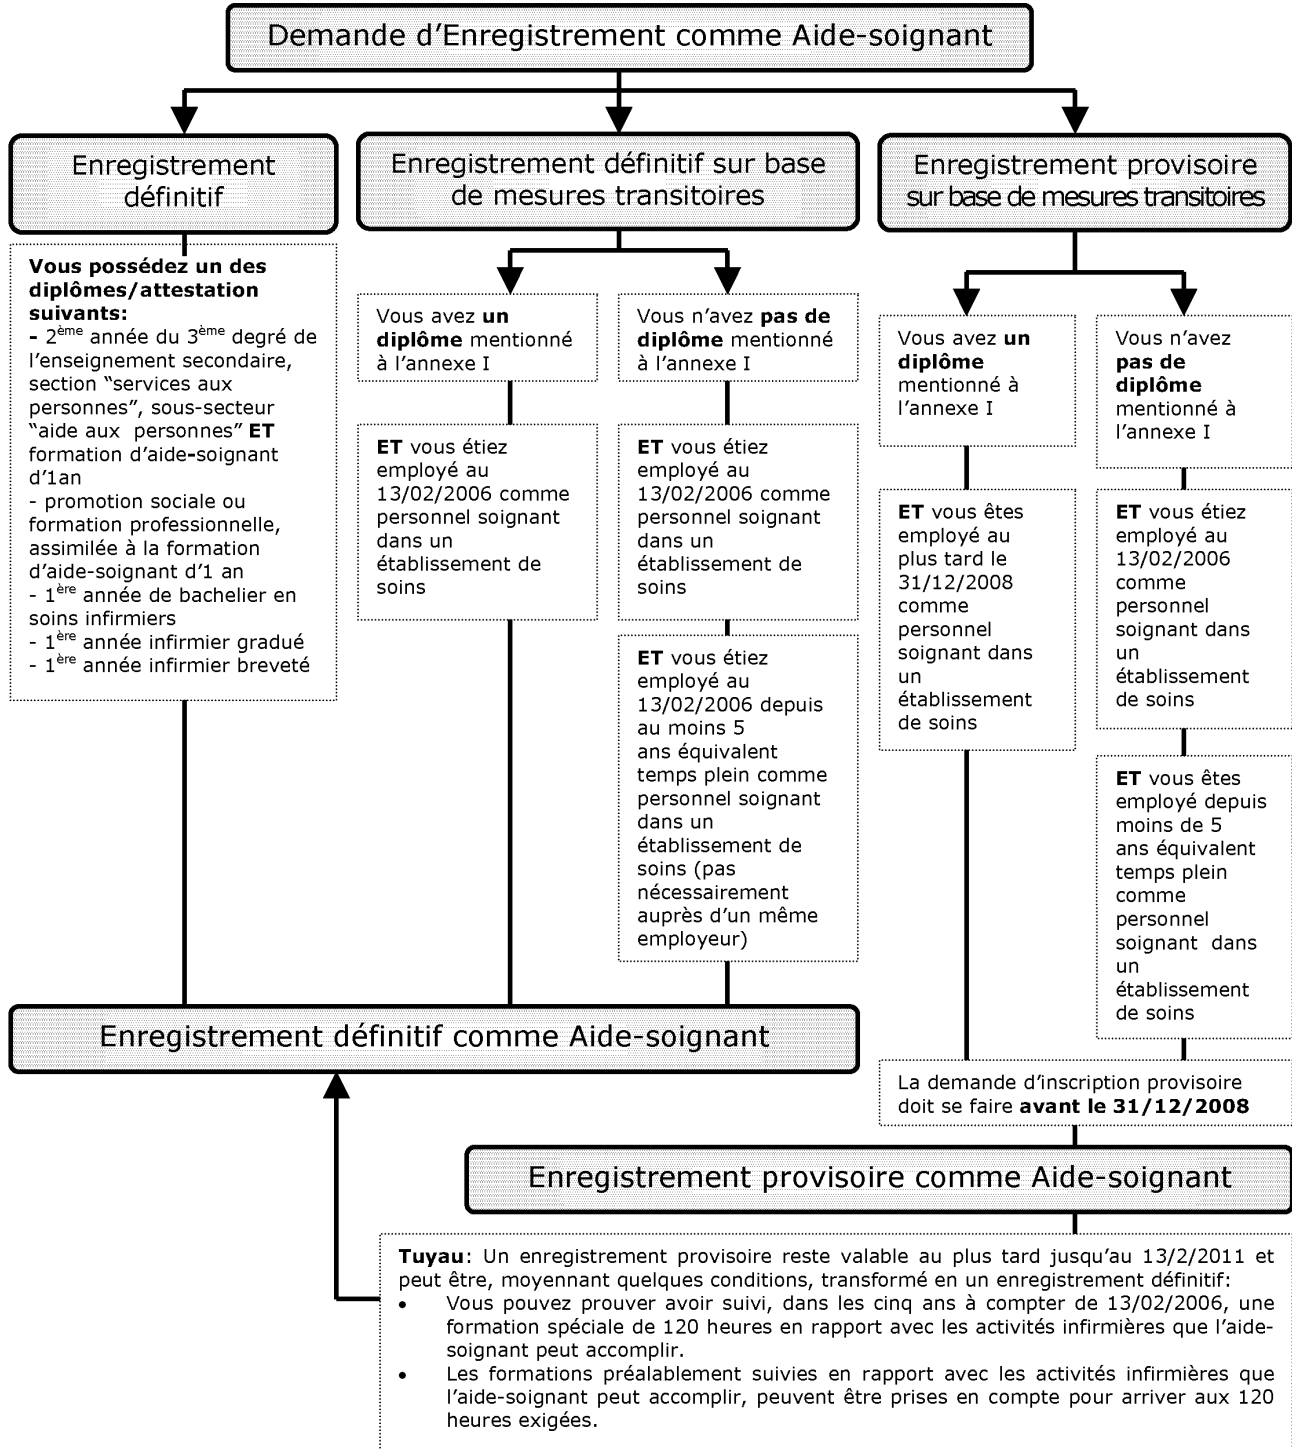 Demande d’Enregistrement comme Aide-soignant
Enregistrement
définitif
Enregistrement définitif sur base
de mesures transitoires
Enregistrement provisoire
sur base de mesures transitoires
Vous possédez un des
diplômes/attestation
suivants:
- 2ème année du 3ème degré de
l’enseignement secondaire,
section “services aux
personnes”, sous-secteur
“aide aux personnes” ET
formation d’aide-soignant
d’1an
- promotion sociale ou
formation professionnelle,
assimilée à la formation
d’aide-soignant d’1 an
- 1ère année de bachelier en
soins infirmiers
- 1ère année infirmier gradué
- 1ère année infirmier breveté
Vous avez un
diplôme mentionné
à l’annexe I
ET vous étiez
employé au
13/02/2006 comme
personnel soignant
dans un
établissement de
soins
Vous n’avez pas de
diplôme mentionné
à l’annexe I
ET vous étiez
employé au
13/02/2006 comme
personnel soignant
dans un
établissement de
soins
ET vous étiez
employé au
13/02/2006 depuis
au moins 5
ans équivalent
temps plein comme
personnel soignant
dans un
établissement de
soins (pas
nécessairement
auprès d’un même
employeur)
Vous avez un
diplôme
mentionné à
l’annexe I
ET vous êtes
employé au
plus tard le
31/12/2008
comme
personnel
soignant dans
un
établissement
de soins
Vous n’avez
pas de
diplôme
mentionné à
l’annexe I
ET vous étiez
employé au
13/02/2006
comme
personnel
soignant dans
un
établissement
de soins
ET vous êtes
employé depuis
moins de 5
ans équivalent
temps plein
comme
personnel
soignant dans
un
établissement
de soins
Enregistrement définitif comme Aide-soignant
La demande d’inscription provisoire
doit se faire avant le 31/12/2008
Enregistrement provisoire comme Aide-soignant
Tuyau: Un enregistrement provisoire reste valable au plus tard jusqu’au 13/2/2011 et
peut être, moyennant quelques conditions, transformé en un enregistrement définitif:
• Vous pouvez prouver avoir suivi, dans les cinq ans à compter de 13/02/2006, une
formation spéciale de 120 heures en rapport avec les activités infirmières que l’aide-
soignant peut accomplir.
• Les formations préalablement suivies en rapport avec les activités infirmières que
l’aide-soignant peut accomplir, peuvent être prises en compte pour arriver aux 120
heures exigées.